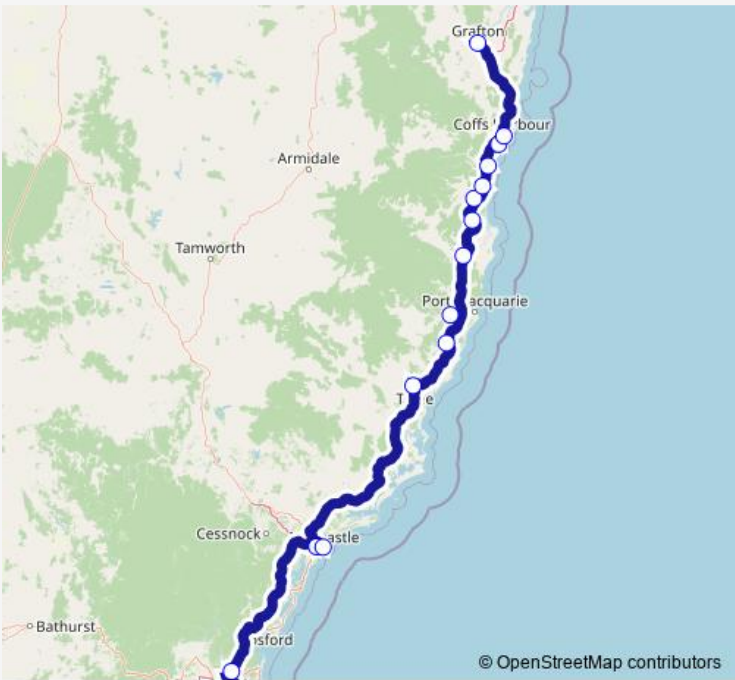 Grafton
Coffs bour
Armidale
Tamworth
Port acquarie
T e
Cessnock
astle
sford
Bathurst
© OpenStreetMap contributors